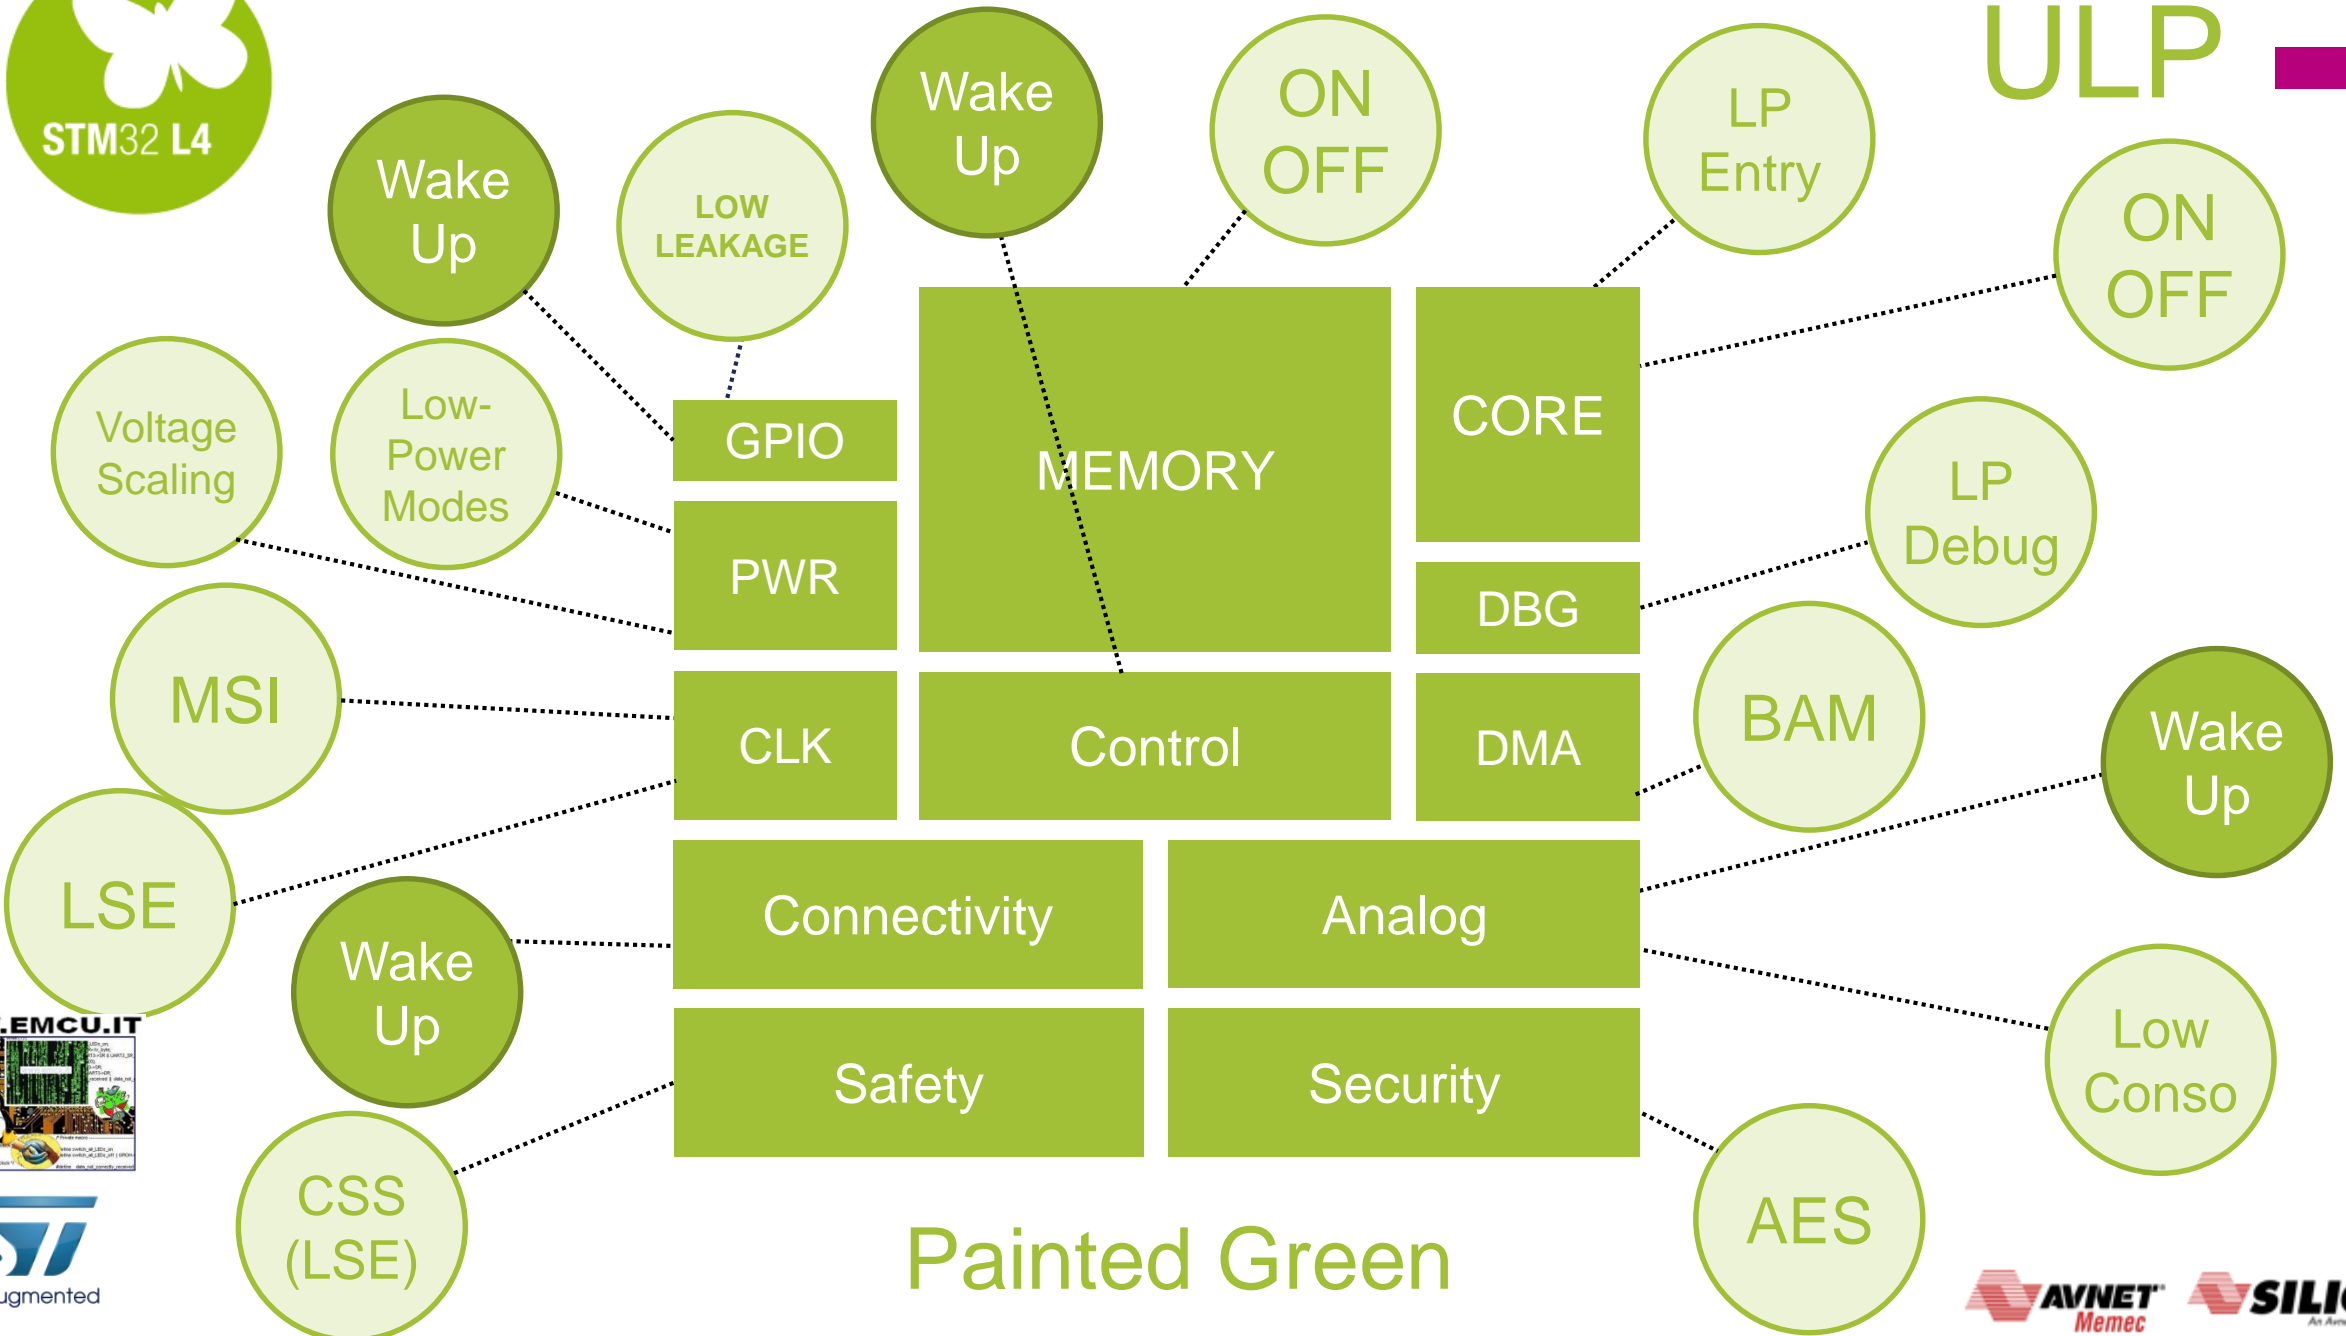 ULP
STM32 L4
Wake
Up
LOW
LEAKAGE
Wake
Up
ON
OFF
LP
Entry
ON
OFF
Voltage
Scaling
Low-
Power
Modes
GPIO
MEMORY
CORE
LP
Debug
PWR
DBG
MSI
CLK
Control
DMA
BAM
Wake
Up
LSE
Wake
Up
Connectivity
Analog
Low
Conso
Safety
Security
CSS
(LSE)
AES
Painted Green
.EMCU.IT
AVNET
Memec